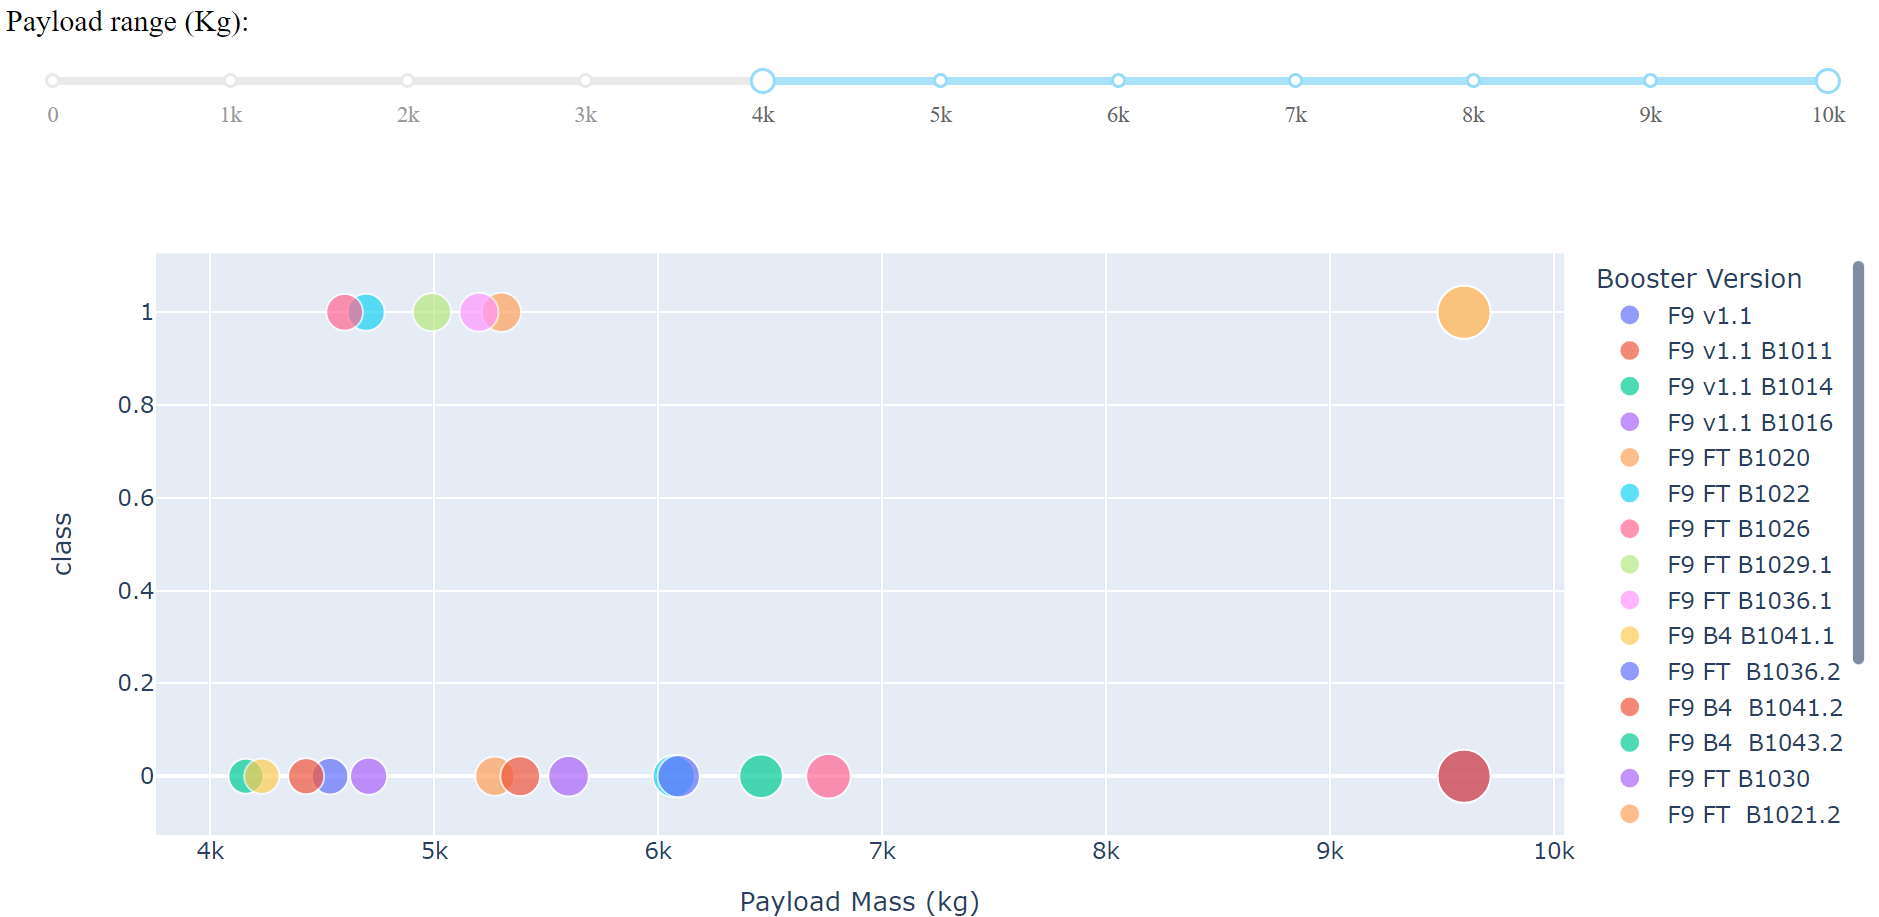 Payload range (Kg):
0 1k 2k 3k 4k 5k 6k 7k 8k 9k 10k
Booster Version
F9 v1.1
F9 v1.1 B1011
F9 v1.1 B1014
F9 v1.1 B1016
F9 FT B1020
F9 FT B1022
F9 FT B1026
F9 FT B1029.1
F9 FT B1036.1
F9 B4 B1041.1
F9 FT  B1036.2
F9 B4  B1041.2
F9 B4  B1043.2
F9 FT B1030
F9 FT  B1021.2
1
0.8
0.6
0.4
0.2
0
class
4k 5k 6k 7k 8k 9k 10k
Payload Mass (kg)